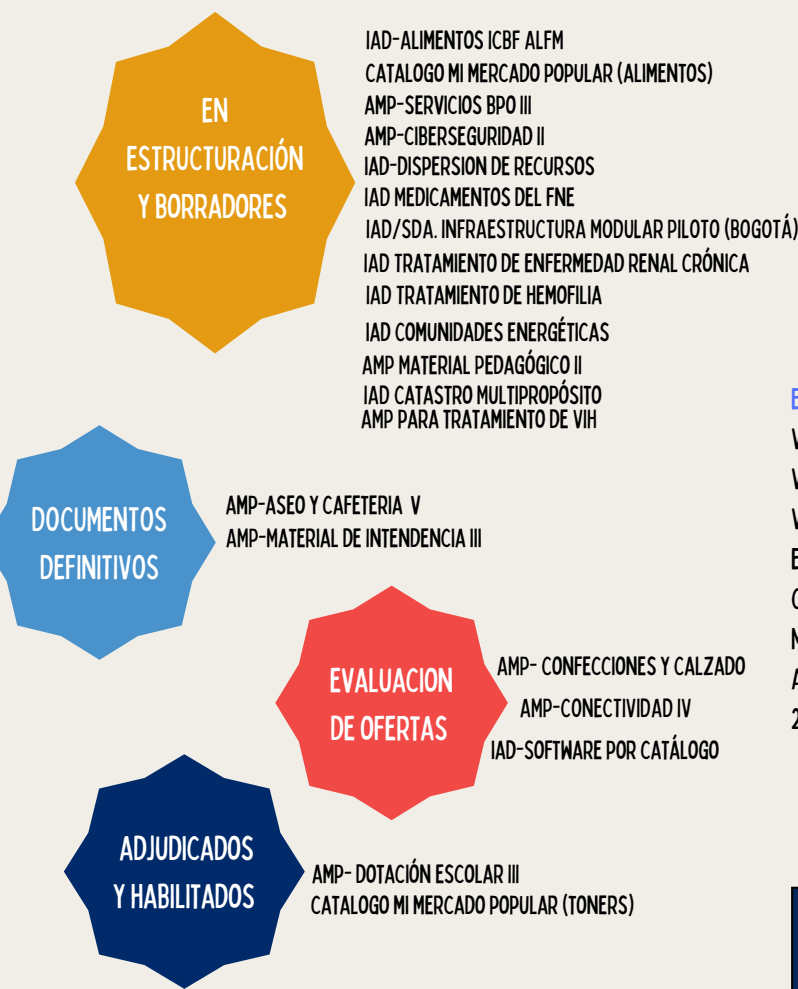 EN
ESTRUCTURACIÓN
Y BORRADORES
IAD-ALIMENTOS ICBF ALFM
CATALOGO MI MERCADO POPULAR (ALIMENTOS)
AMP-SERVICIOS BPO III
AMP-CIBERSEGURIDAD II
IAD-DISPERSION DE RECURSOS
IAD MEDICAMENTOS DEL FNE
IAD/SDA. INFRAESTRUCTURA MODULAR PILOTO (BOGOTÁ)
IAD TRATAMIENTO DE ENFERMEDAD RENAL CRÓNICA
IAD TRATAMIENTO DE HEMOFILIA
IAD COMUNIDADES ENERGÉTICAS
AMP MATERIAL PEDAGÓGICO II
IAD CATASTRO MULTIPROPÓSITO
AMP PARA TRATAMIENTO DE VIH
DOCUMENTOS
DEFINITIVOS
AMP-ASEO Y CAFETERIA V
AMP-MATERIAL DE INTENDENCIA III
EVALUACION
DE OFERTAS
AMP- CONFECCIONES Y CALZADO
AMP-CONECTIVIDAD IV
IAD-SOFTWARE POR CATÁLOGO
ADJUDICADOS
Y HABILITADOS
AMP- DOTACIÓN ESCOLAR III
CATALOGO MI MERCADO POPULAR (TONERS)